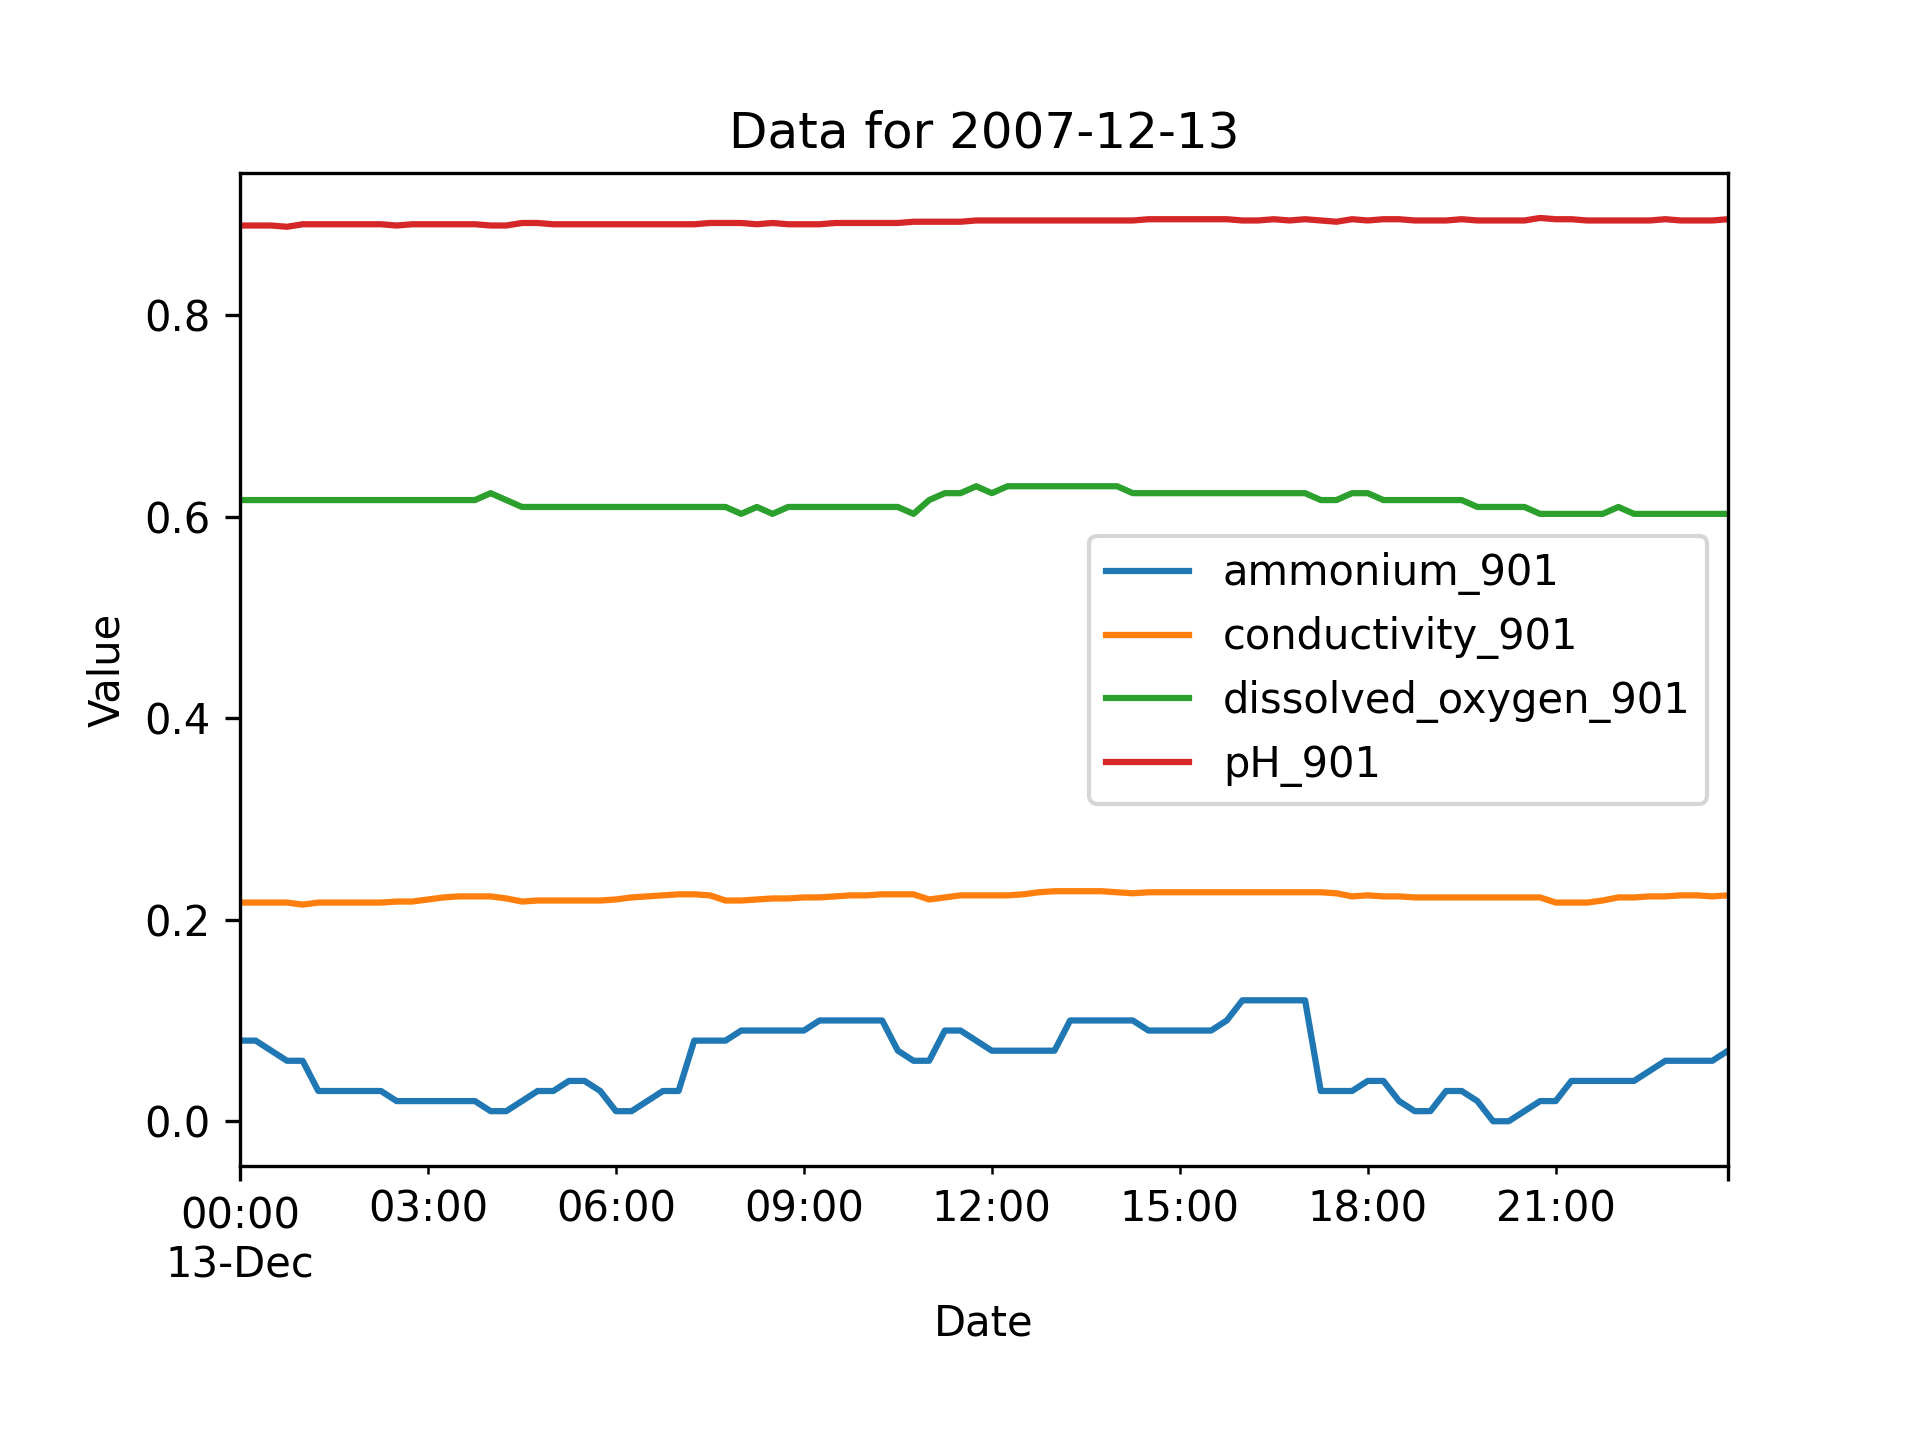 Data for 2007-12-13
Value
0.8
0.6
0.4
0.2
0.0
ammonium_901
conductivity_901
dissolved_oxygen_901
pH_901
00:00 03:00 06:00 09:00 12:00 15:00 18:00 21:00
13-Dec
Date